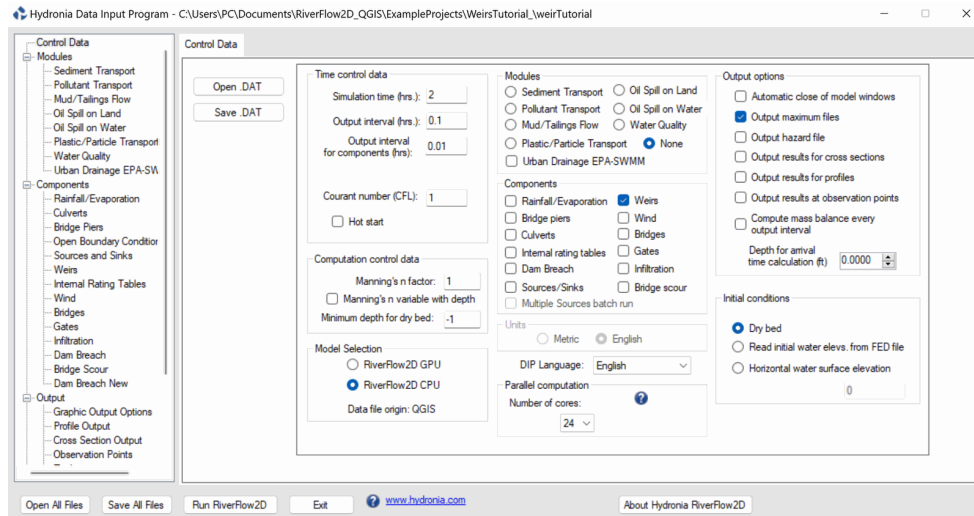 Hydronia Data Input Program - C:\Users\PC\Documents\RiverFlow2D_QGIS\ExampleProjects\WeirsTutorial_\weirTutorial
Control Data
Modules
Sediment Transport
Pollutant Transport
Mud/Tailings Flow
Oil Spill on Land
Oil Spill on Water
Plastic/Particle Transport
Water Quality
Urban Drainage EPA-SW
Components
Rainfall/Evaporation
Culverts
Bridge Piers
Open Boundary Condition
Sources and Sinks
Weirs
Internal Rating Tables
Wind
Bridges
Gates
Infiltration
Dam Breach
Bridge Scour
Dam Breach New
Output
Graphic Output Options
Profile Output
Cross Section Output
Observation Points
Control Data
Open .DAT
Save .DAT
Time control data
Simulation time (hrs.): 2
Output interval (hrs.): 0.1
Output interval
for components (hrs): 0.01
Courant number (CFL): 1
Hot start
Computation control data
Manning's n factor: 1
Manning's n variable with depth
Minimum depth for dry bed: -1
Model Selection
RiverFlow2D GPU
RiverFlow2D CPU
Data file origin: QGIS
Modules
Sediment Transport Oil Spill on Land
Pollutant Transport Oil Spill on Water
Mud/Tailings Flow Water Quality
Plastic/Particle Transport None
Urban Drainage EPA-SWMM
Components
Rainfall/Evaporation Weirs
Bridge piers Wind
Culverts Bridges
Internal rating tables Gates
Dam Breach Infiltration
Sources/Sinks Bridge scour
Multiple Sources batch run
Units
Metric English
DIP Language: English
Parallel computation
Number of cores:
24
Output options
Automatic close of model windows
Output maximum files
Output hazard file
Output results for cross sections
Output results for profiles
Output results at observation points
Compute mass balance every
output interval
Depth for arrival
time calculation (ft) 0.0000
Initial conditions
Dry bed
Read initial water elevs. from FED file
Horizontal water surface elevation
0
Open All Files Save All Files Run RiverFlow2D Exit ? www.hydronia.com About Hydronia RiverFlow2D